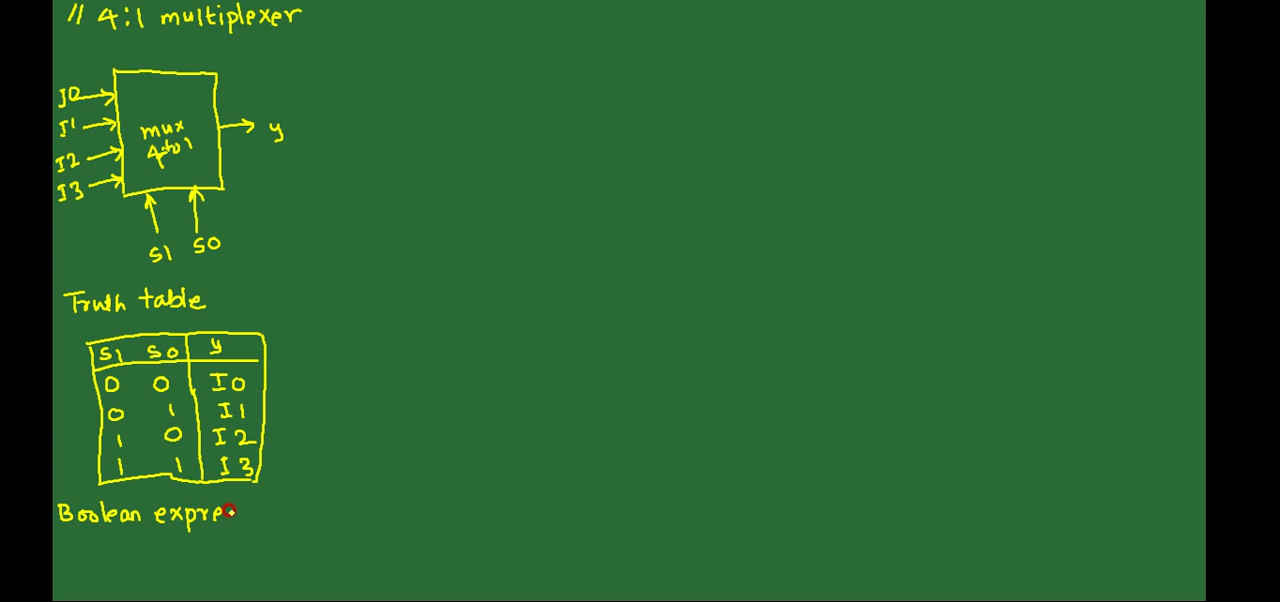 // 4:1 multiplexer
I0
I1
I2
I3
mux
4to1
y
S1 S0
Truth table
S1 S0 y
0 0 I0
0 1 I1
1 0 I2
1 1 I3
Boolean expre